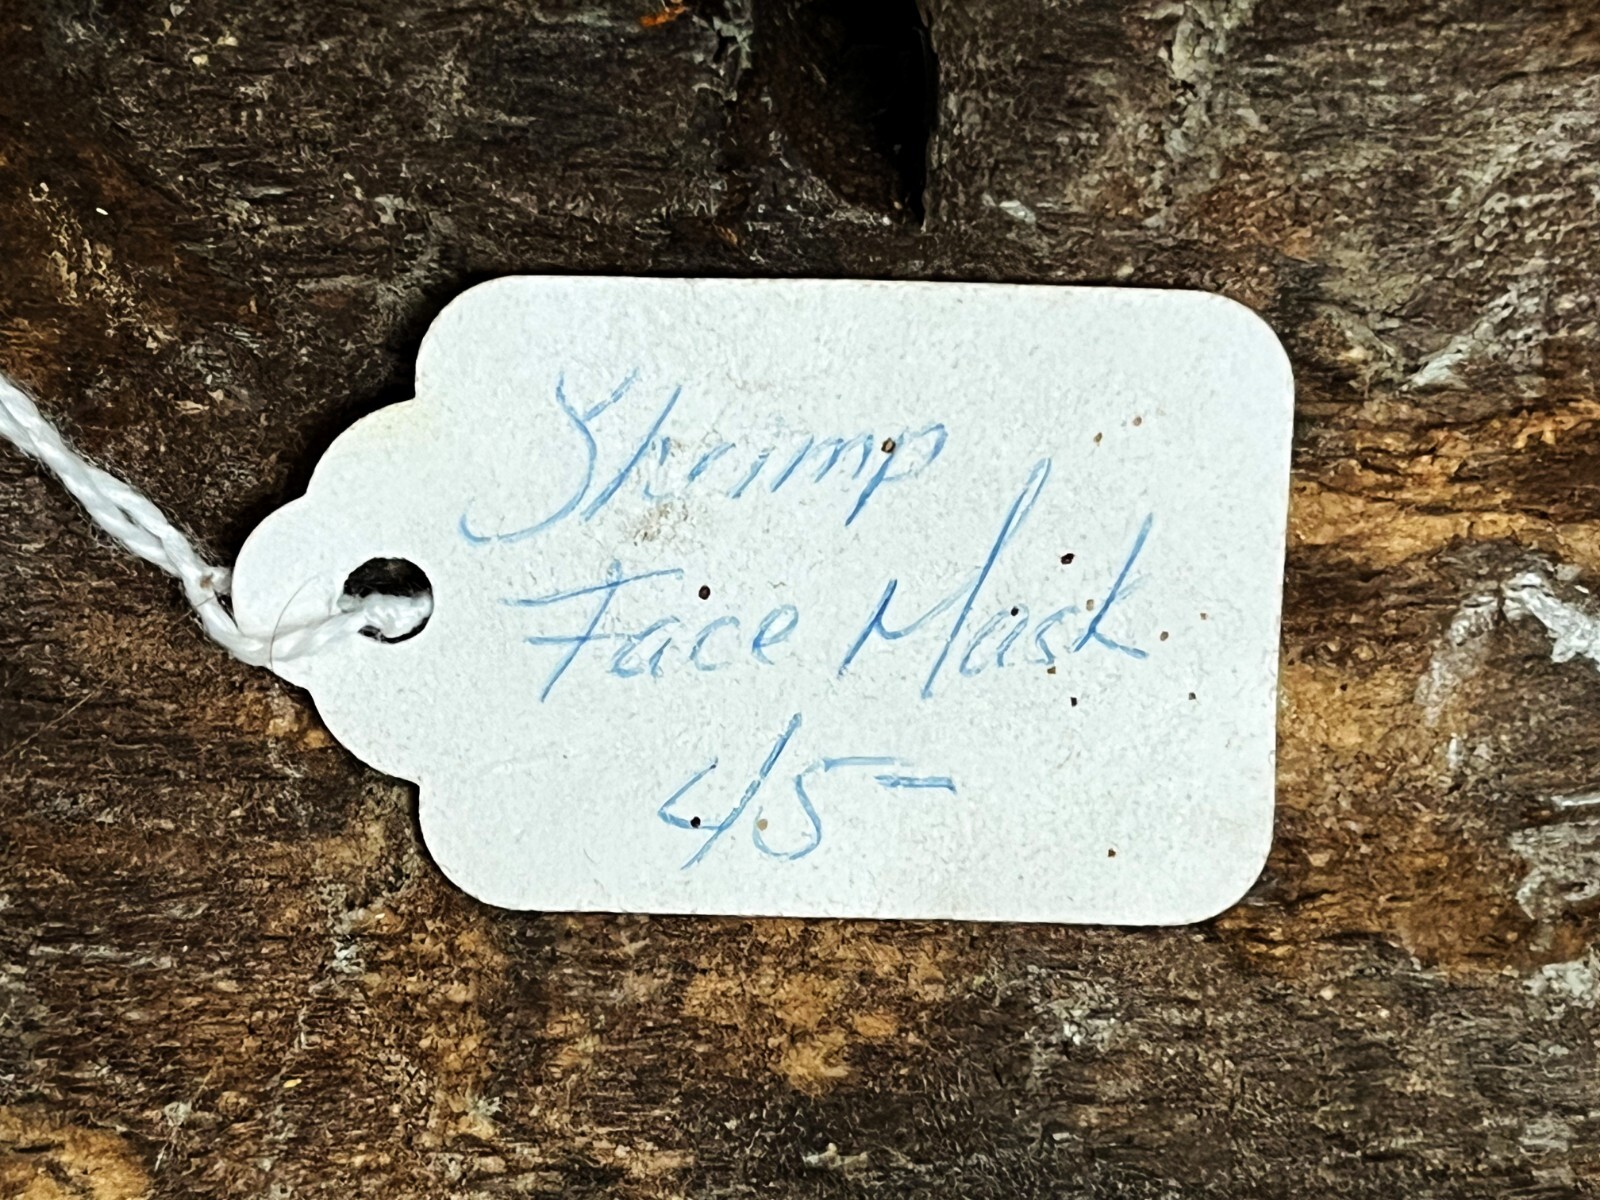 Shrimp
Face Mask
45-